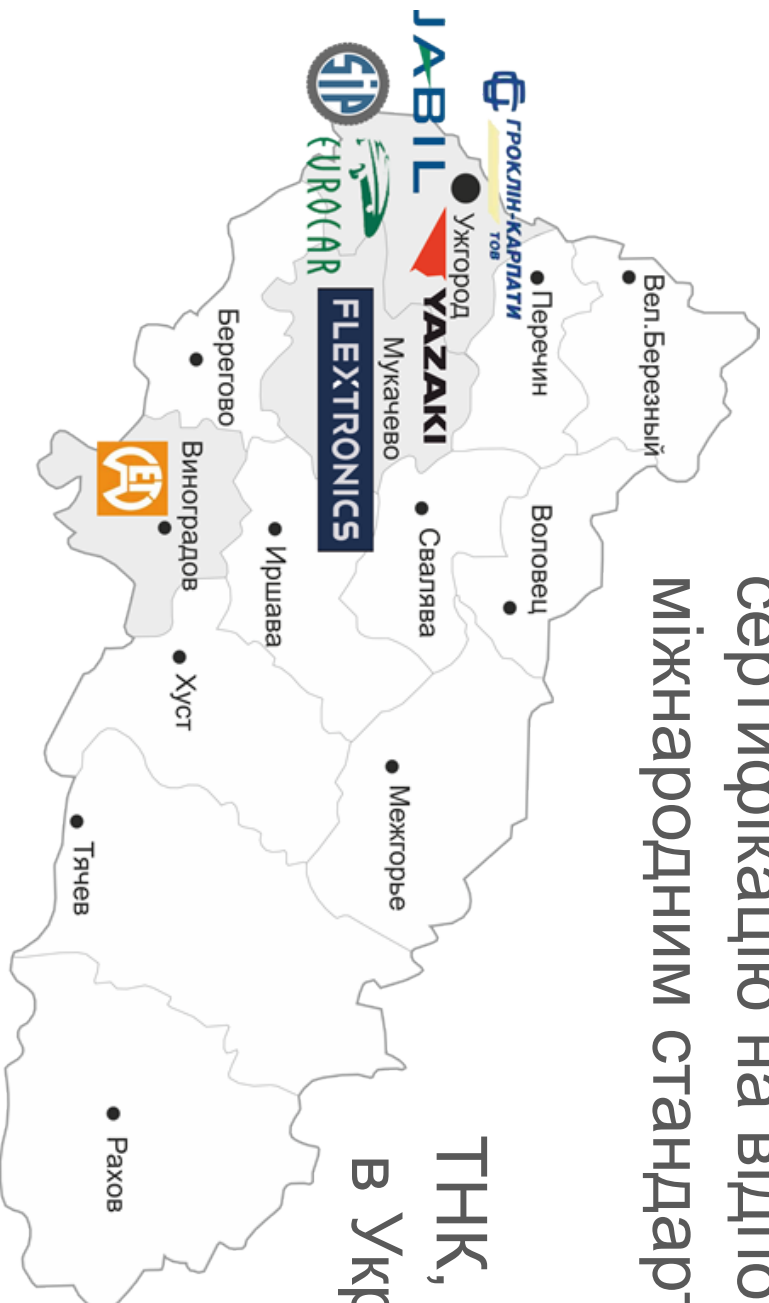 сертифікацію на відпо
міжнародним стандарт
ТНК,
в Укр
Вел.Березный
ГРОКЛІН-КАРПАТИ
ТОВ
Перечин
Воловец
Ужгород
JABIL
YAZAKI
Мукачево
Свалява
Межгорье
SIP
EUROCAR
FLEXTRONICS
Иршава
Берегово
Виноградов
Хуст
Тячев
Рахов